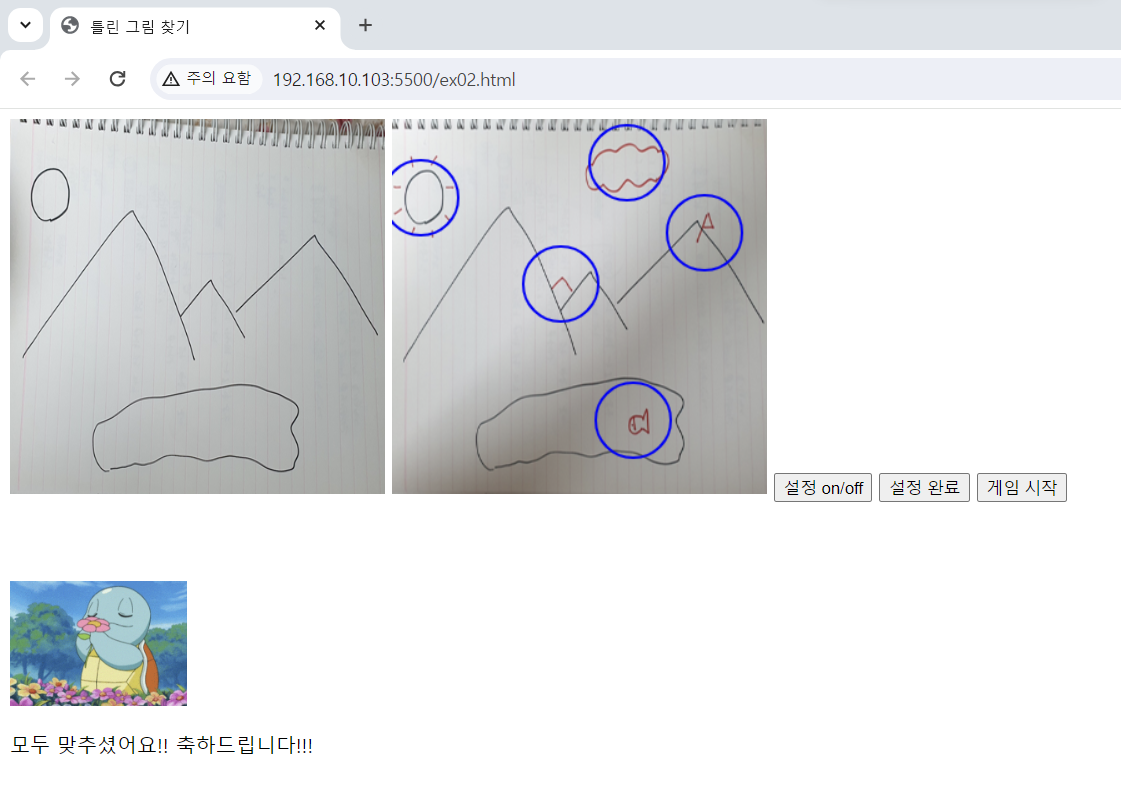 틀린 그림 찾기
주의 요함 192.168.10.103:5500/ex02.html
설정 on/off 설정 완료 게임 시작
모두 맞추셨어요!! 축하드립니다!!!